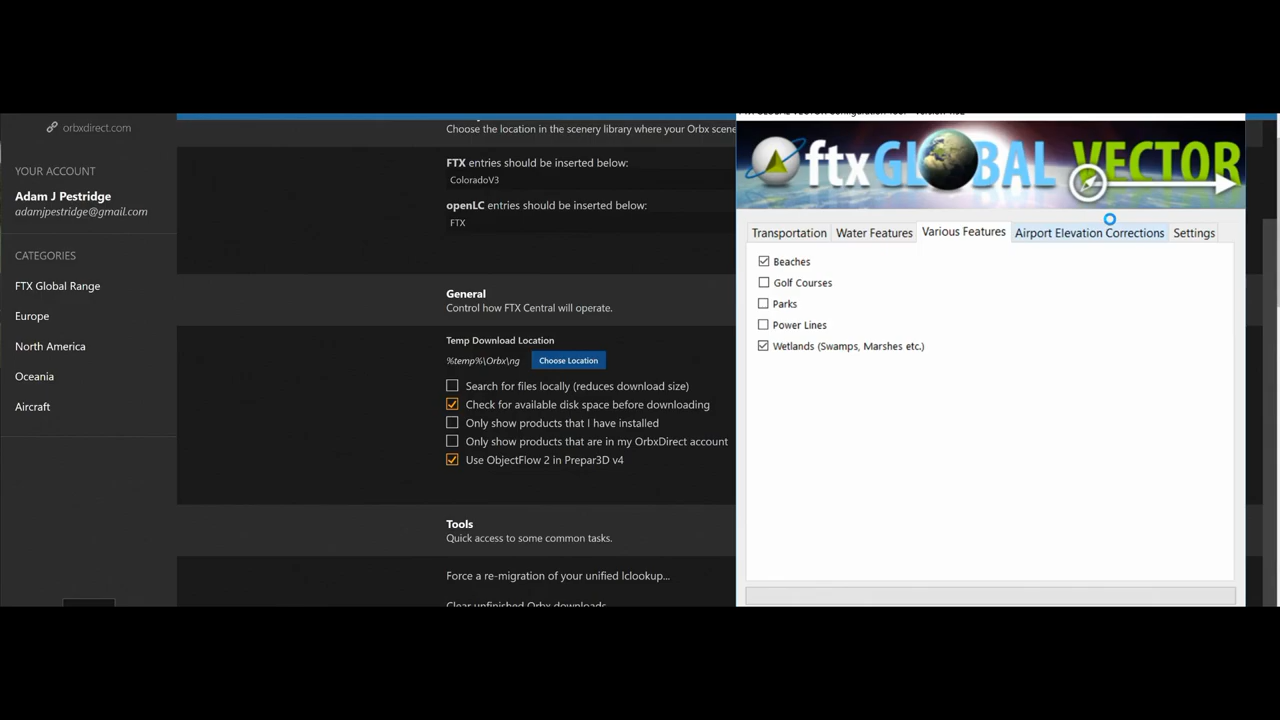 orbxdirect.com
YOUR ACCOUNT
Adam J Pestridge
adamjpestridge@gmail.com
CATEGORIES
FTX Global Range
Europe
North America
Oceania
Aircraft
Choose the location in the scenery library where your Orbx scene
FTX entries should be inserted below:
ColoradoV3
openLC entries should be inserted below:
FTX
General
Control how FTX Central will operate.
Temp Download Location
%temp%\Orbx\ng
Choose Location
Search for files locally (reduces download size)
Check for available disk space before downloading
Only show products that I have installed
Only show products that are in my OrbxDirect account
Use ObjectFlow 2 in Prepar3D v4
Tools
Quick access to some common tasks.
Force a re-migration of your unified lclookup...
Clear unfinished Orbx downloads
ftxGLOBAL VECTOR
Transportation
Water Features
Various Features
Airport Elevation Corrections
Settings
Beaches
Golf Courses
Parks
Power Lines
Wetlands (Swamps, Marshes etc.)